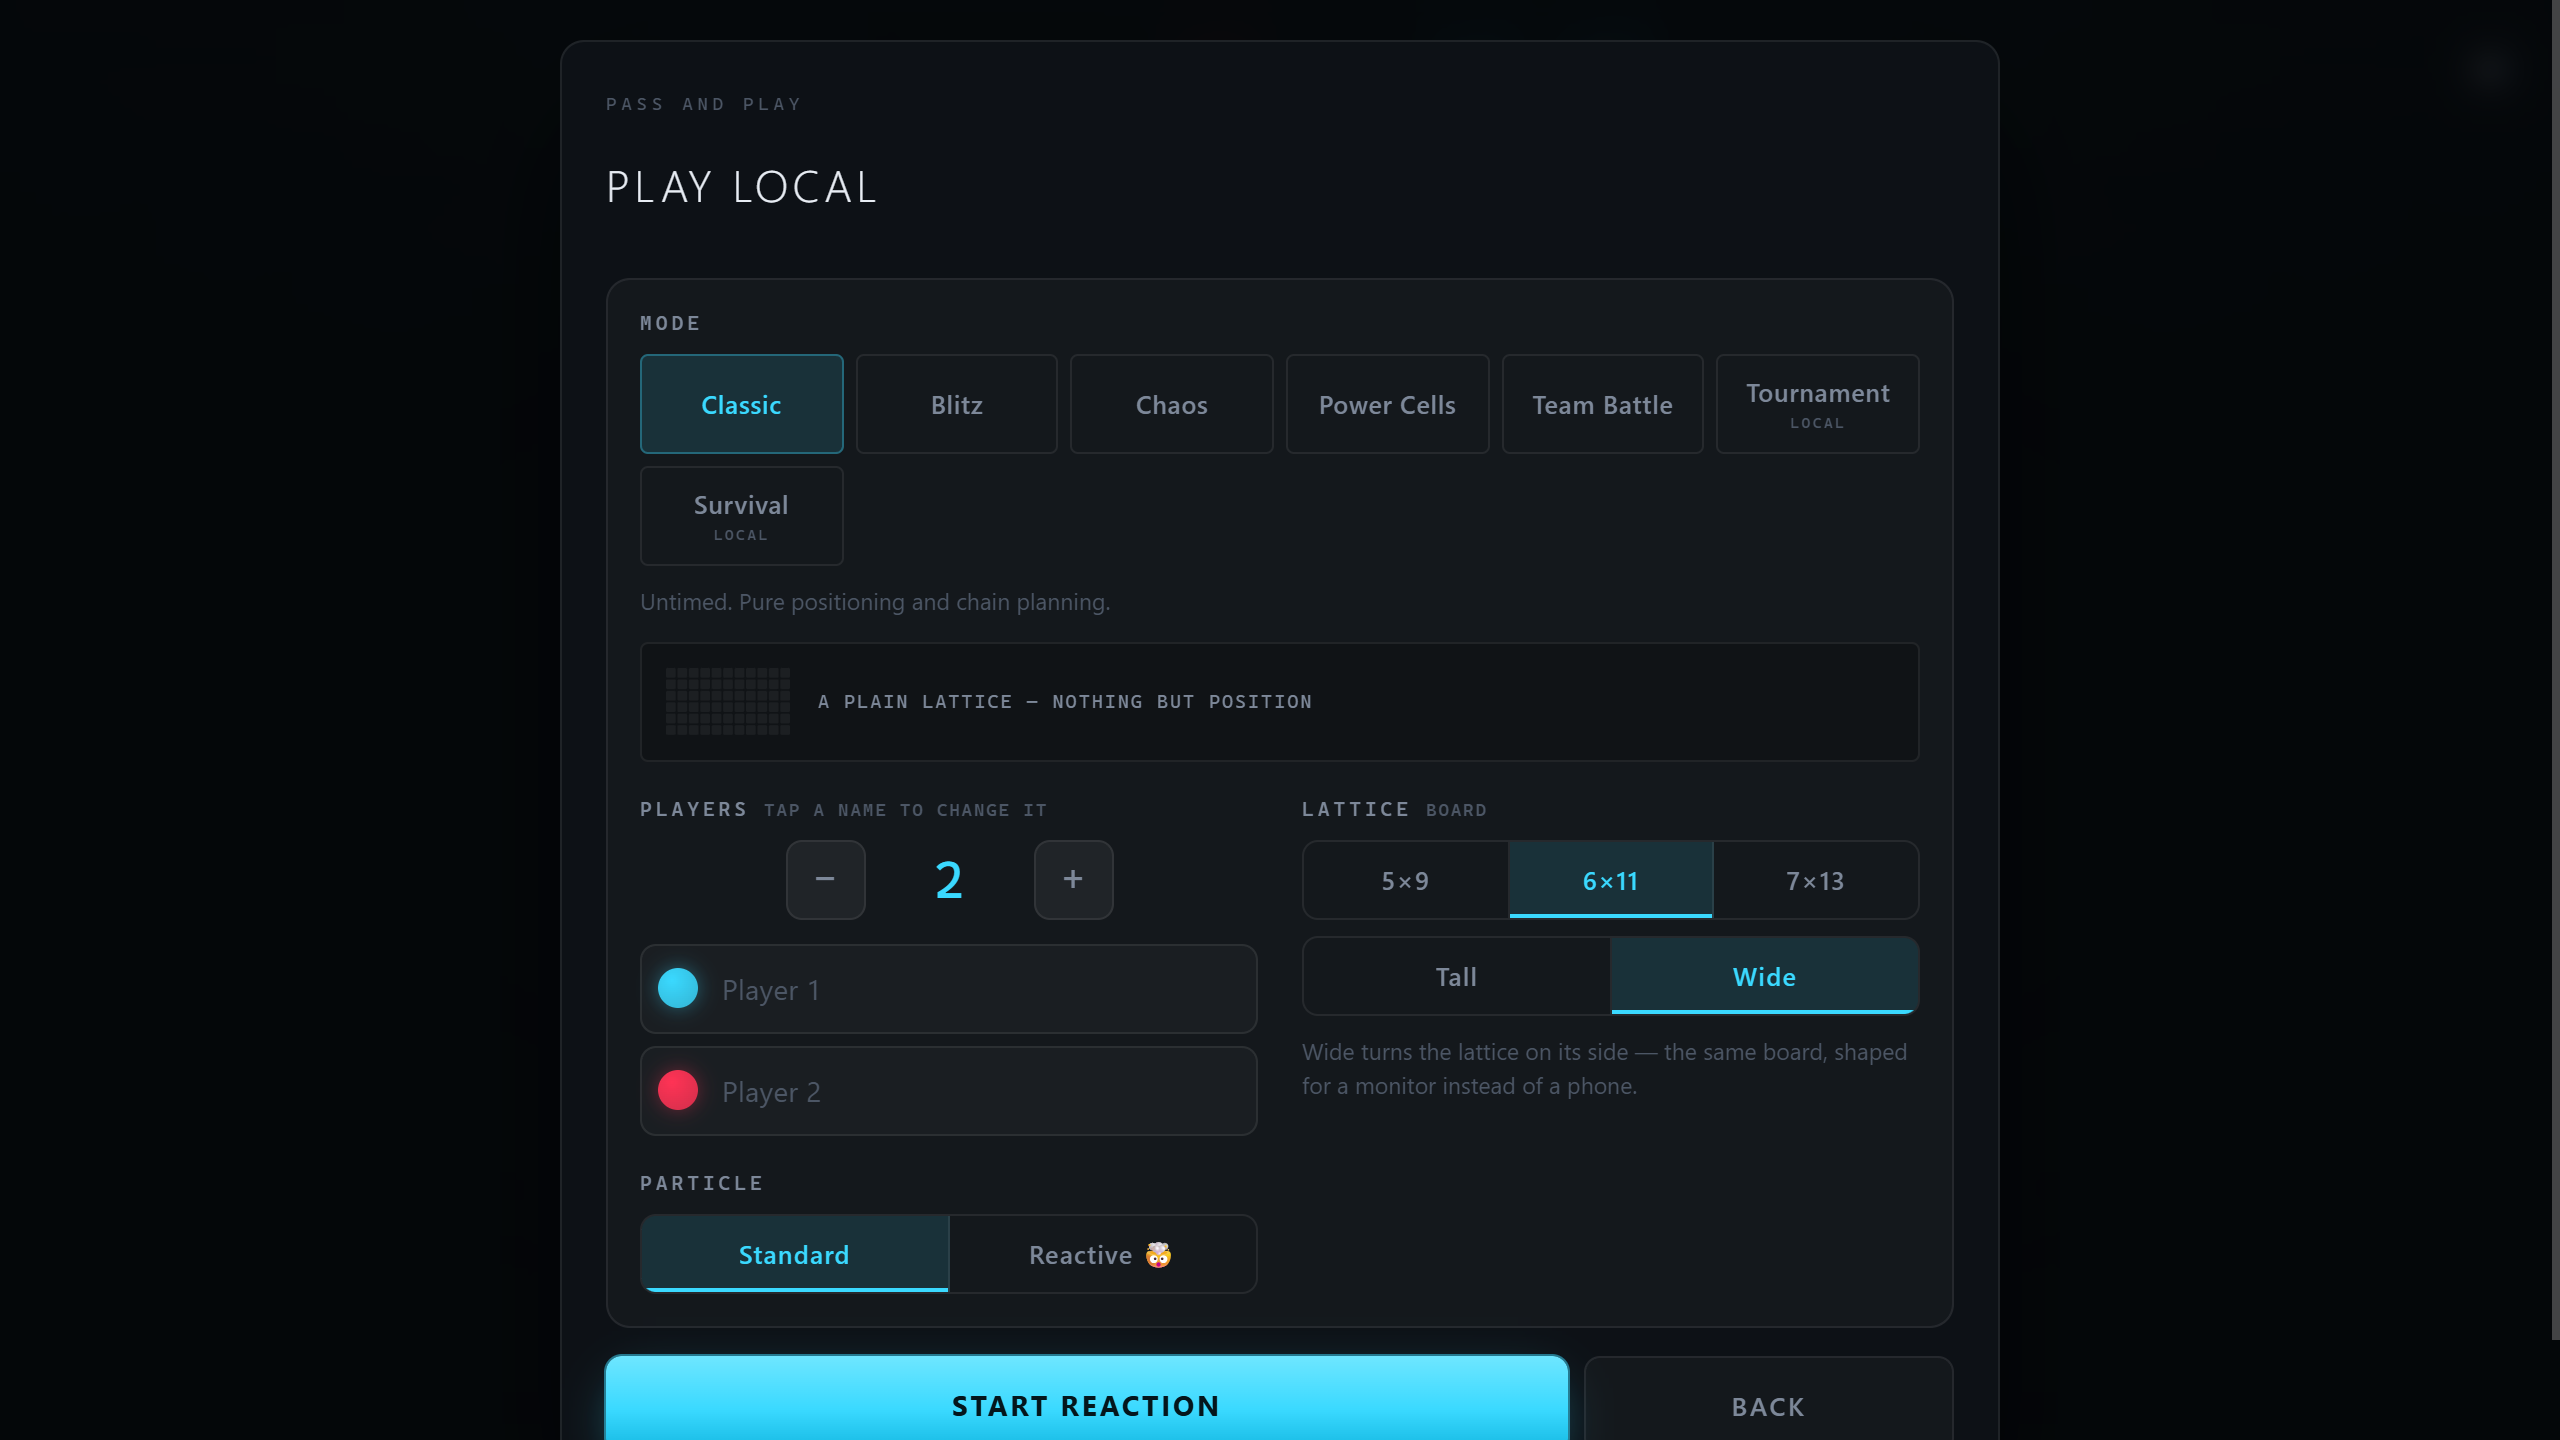 PASS AND PLAY
PLAY LOCAL
MODE
Classic
Blitz
Chaos
Power Cells
Team Battle
Tournament
LOCAL
Survival
LOCAL
Untimed. Pure positioning and chain planning.
A PLAIN LATTICE — NOTHING BUT POSITION
PLAYERS TAP A NAME TO CHANGE IT
− 2 +
Player 1
Player 2
LATTICE BOARD
5×9 6×11 7×13
Tall Wide
Wide turns the lattice on its side — the same board, shaped
for a monitor instead of a phone.
PARTICLE
Standard Reactive 🤯
START REACTION
BACK